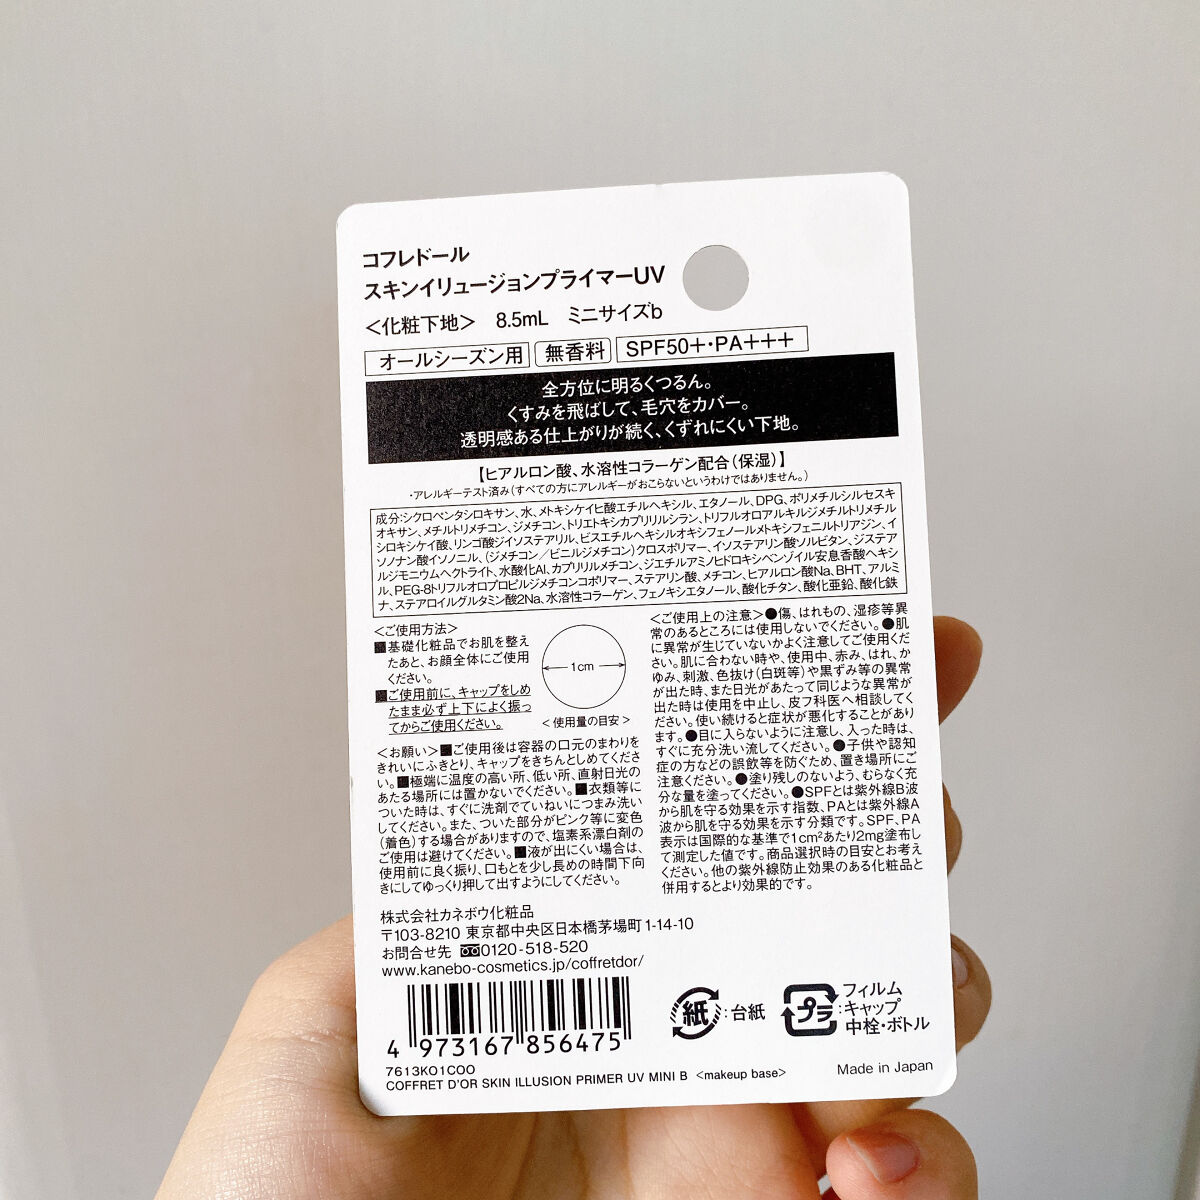 コフレドール
スキンイリュージョンプライマーUV
＜化粧下地＞ 8.5mL ミニサイズb
オールシーズン用 無香料 SPF50＋・PA＋＋＋
全方位に明るくつるん。
くすみを飛ばして、毛穴をカバー。
透明感ある仕上がりが続く、くずれにくい下地。
【ヒアルロン酸、水溶性コラーゲン配合（保湿）】
・アレルギーテスト済み（すべての方にアレルギーがおこらないというわけではありません。）
成分：シクロペンタシロキサン、水、メトキシケイヒ酸エチルヘキシル、エタノール、DPG、ポリメチルシルセスキ
オキサン、メチルトリメチコン、ジメチコン、トリエトキシカプリリルシラン、トリフルオロアルキルジメチルトリメチル
シロキシケイ酸、リンゴ酸ジイソステアリル、ビスエチルヘキシルオキシフェノールメトキシフェニルトリアジン、イ
ソノナン酸イソノニル、（ジメチコン／ビニルジメチコン）クロスポリマー、イソステアリン酸ソルビタン、ジステア
ルジモニウムヘクトライト、水酸化Al、カプリリルメチコン、ジエチルアミノヒドロキシベンゾイル安息香酸ヘキシ
ル、PEG-8トリフルオロプロピルジメチコンコポリマー、ステアリン酸、メチコン、ヒアルロン酸Na、BHT、アルミ
ナ、ステアロイルグルタミン酸2Na、水溶性コラーゲン、フェノキシエタノール、酸化チタン、酸化亜鉛、酸化鉄
＜ご使用方法＞
■基礎化粧品でお肌を整え
たあと、お顔全体にご使用
ください。
■ご使用前に、キャップをしめ
たまま必ず上下によく振っ
てからご使用ください。
1cm
＜使用量の目安＞
＜お願い＞■ご使用後は容器の口元のまわりを
きれいにふきとり、キャップをきちんとしめてくださ
い。■極端に温度の高い所、低い所、直射日光の
あたる場所には置かないでください。■衣類等に
ついた時は、すぐに洗剤でていねいにつまみ洗い
してください。また、ついた部分がピンク等に変色
（着色）する場合がありますので、塩素系漂白剤の
ご使用は避けてください。■液が出にくい場合は、
使用前に良く振り、口もとを少し長めの時間下向
きにしてゆっくり押して出すようにしてください。
＜ご使用上の注意＞●傷、はれもの、湿疹等異
常のあるところには使用しないでください。●肌
に異常が生じていないかよく注意してご使用くだ
さい。肌に合わない時や、使用中、赤み、はれ、か
ゆみ、刺激、色抜け（白斑等）や黒ずみ等の異常
が出た時、また日光があたって同じような異常が
出た時は使用を中止し、皮フ科医へ相談してく
ださい。使い続けると症状が悪化することがあり
ます。●目に入らないように注意し、入った時は、
すぐに充分洗い流してください。●子供や認知
症の方などの誤飲等を防ぐため、置き場所にご
注意ください。●塗り残しのないよう、むらなく充
分な量を塗ってください。●SPFとは紫外線B波
から肌を守る効果を示す指数、PAとは紫外線A
波から肌を守る効果を示す分類です。SPF、PA
表示は国際的な基準で1cm²あたり2mg塗布し
て測定した値です。商品選択時の目安とお考え
ください。他の紫外線防止効果のある化粧品と
併用するとより効果的です。
株式会社カネボウ化粧品
〒103-8210 東京都中央区日本橋茅場町1-14-10
お問合せ先 0120-518-520
www.kanebo-cosmetics.jp/coffretdor/
4 973167 856475
紙：台紙
プラ：フィルム
キャップ
中栓・ボトル
7613K01C00
COFFRET D'OR SKIN ILLUSION PRIMER UV MINI B <makeup base>
Made in Japan